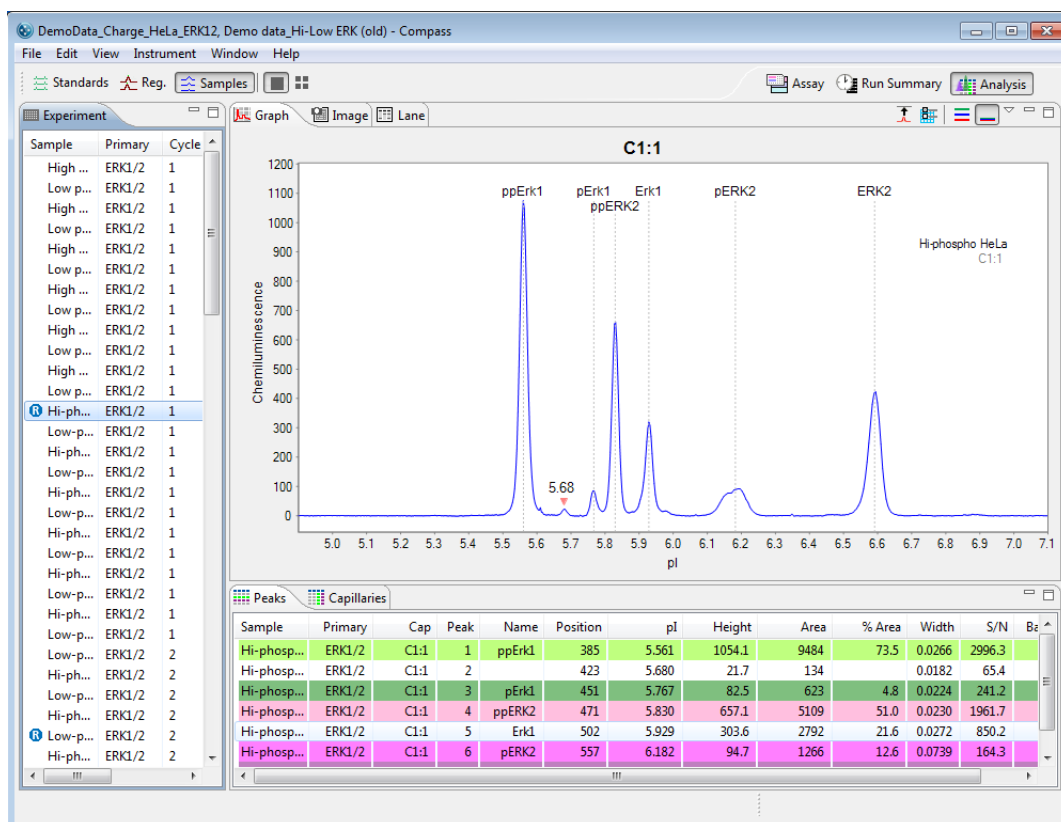 DemoData_Charge_HeLa_ERK12, Demo data_Hi-Low ERK (old) - Compass
File Edit View Instrument Window Help
Standards Reg. Samples Assay Run Summary Analysis
Experiment
Sample Primary Cycle
High ... ERK1/2 1
Low p... ERK1/2 1
High ... ERK1/2 1
Low p... ERK1/2 1
High ... ERK1/2 1
Low p... ERK1/2 1
High ... ERK1/2 1
Low p... ERK1/2 1
High ... ERK1/2 1
Low p... ERK1/2 1
High ... ERK1/2 1
Low p... ERK1/2 1
R Hi-ph... ERK1/2 1
Low-p... ERK1/2 1
Hi-ph... ERK1/2 1
Low-p... ERK1/2 1
Hi-ph... ERK1/2 1
Low-p... ERK1/2 1
Hi-ph... ERK1/2 1
Low-p... ERK1/2 1
Hi-ph... ERK1/2 1
Low-p... ERK1/2 1
Hi-ph... ERK1/2 1
Low-p... ERK1/2 1
Low-p... ERK1/2 2
Hi-ph... ERK1/2 2
Low-p... ERK1/2 2
Hi-ph... ERK1/2 2
R Low-p... ERK1/2 2
Hi-ph... ERK1/2 2
Graph Image Lane
C1:1
1200
1100
1000
900
800
700
600
500
400
300
200
100
0
Chemiluminescence
ppErk1 pErk1 Erk1 pERK2 ERK2
ppERK2
Hi-phospho HeLa
C1:1
5.68
5.0 5.1 5.2 5.3 5.4 5.5 5.6 5.7 5.8 5.9 6.0 6.1 6.2 6.3 6.4 6.5 6.6 6.7 6.8 6.9 7.0 7.1
pI
Peaks Capillaries
Sample Primary Cap Peak Name Position pI Height Area % Area Width S/N Ba
Hi-phosp... ERK1/2 C1:1 1 ppErk1 385 5.561 1054.1 9484 73.5 0.0266 2996.3
Hi-phosp... ERK1/2 C1:1 2 423 5.680 21.7 134 0.0182 65.4
Hi-phosp... ERK1/2 C1:1 3 pErk1 451 5.767 82.5 623 4.8 0.0224 241.2
Hi-phosp... ERK1/2 C1:1 4 ppERK2 471 5.830 657.1 5109 51.0 0.0230 1961.7
Hi-phosp... ERK1/2 C1:1 5 Erk1 502 5.929 303.6 2792 21.6 0.0272 850.2
Hi-phosp... ERK1/2 C1:1 6 pERK2 557 6.182 94.7 1266 12.6 0.0739 164.3